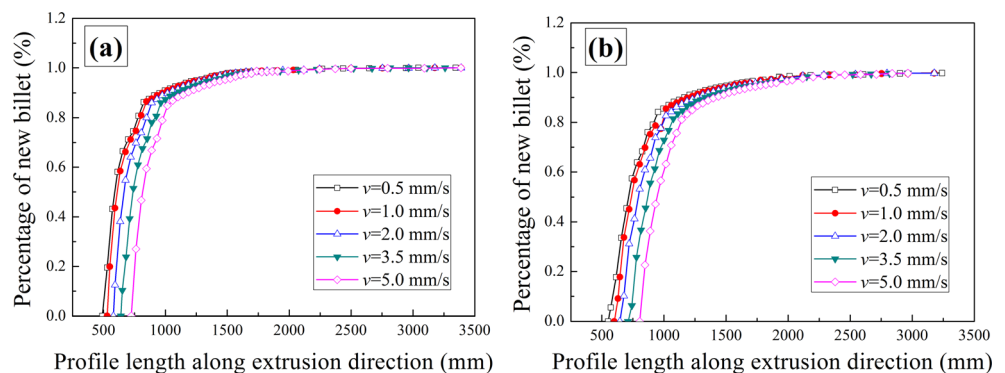 (a)
Percentage of new billet (%)
1.2
1.0
0.8
0.6
0.4
0.2
0.0
v=0.5 mm/s
v=1.0 mm/s
v=2.0 mm/s
v=3.5 mm/s
v=5.0 mm/s
500 1000 1500 2000 2500 3000 3500
Profile length along extrusion direction (mm)
(b)
Percentage of new billet (%)
1.2
1.0
0.8
0.6
0.4
0.2
0.0
v=0.5 mm/s
v=1.0 mm/s
v=2.0 mm/s
v=3.5 mm/s
v=5.0 mm/s
500 1000 1500 2000 2500 3000 3500
Profile length along extrusion direction (mm)